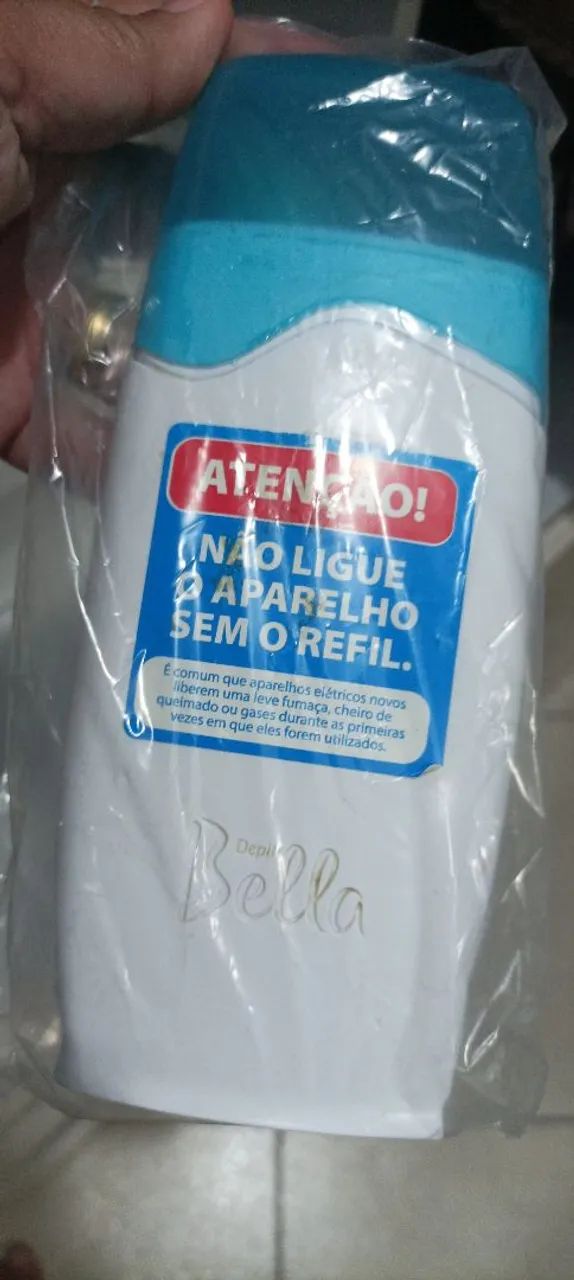 ATENÇÃO!
NÃO LIGUE
O APARELHO
SEM O REFIL.
É comum que aparelhos elétricos novos
liberem uma leve fumaça, cheiro de
queimado ou gases durante as primeiras
vezes em que eles forem utilizados.
Depil
Bella